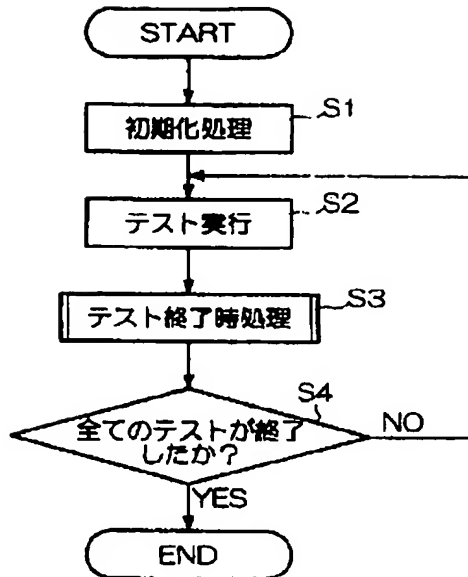 START
初期化処理
S1
テスト実行
S2
テスト終了時処理
S3
S4
全てのテストが終了
したか？
NO
YES
END